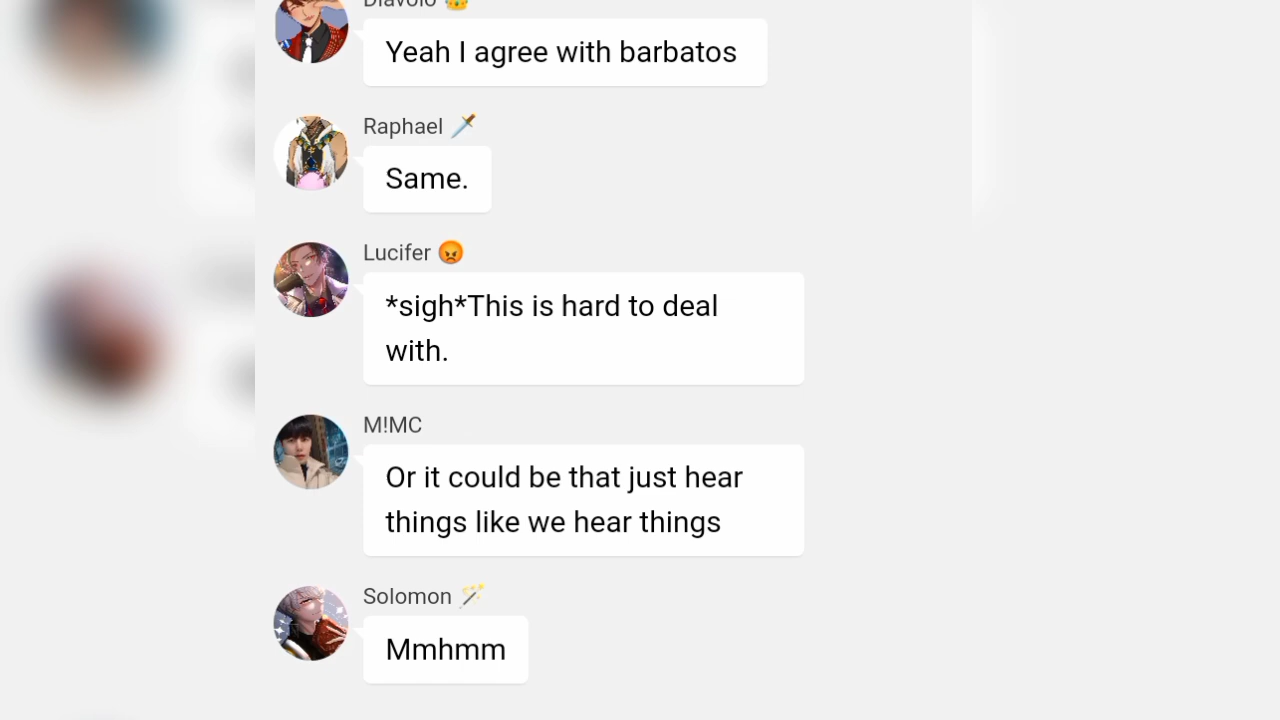 Diavolo 👑
Yeah I agree with barbatos
Raphael 🗡️
Same.
Lucifer 😡
*sigh*This is hard to deal
with.
M!MC
Or it could be that just hear
things like we hear things
Solomon 🪄
Mmhmm